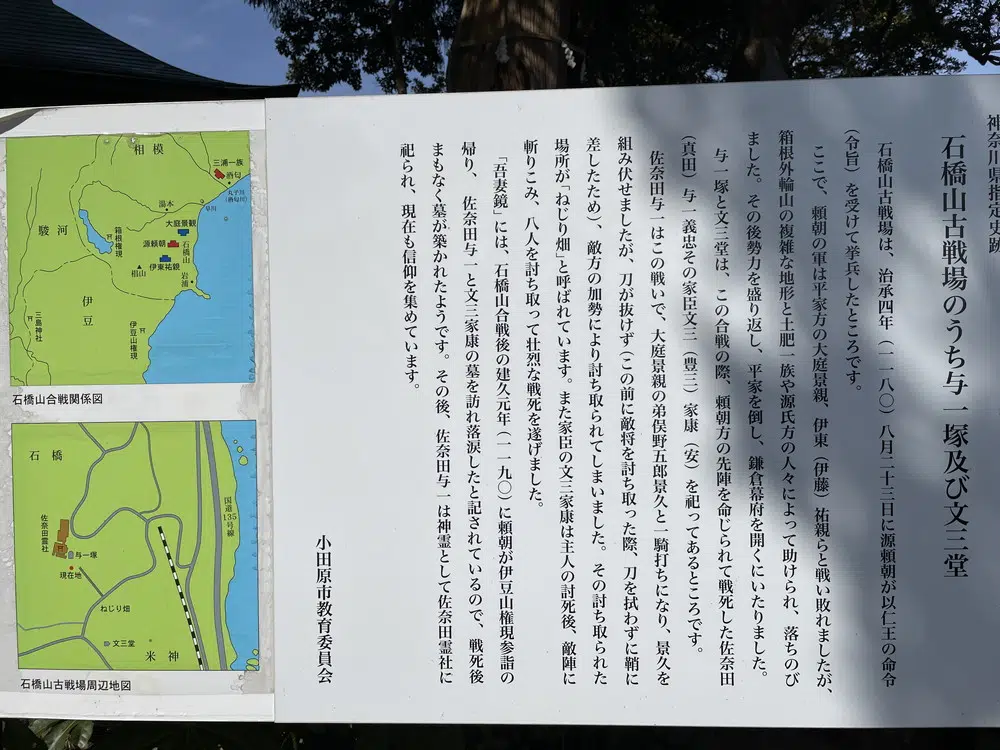 神奈川県指定史跡
石橋山古戦場のうち与一塚及び文三堂
石橋山古戦場は、治承四年（一一八〇）八月二十三日に源頼朝が以仁王の命令
（令旨）を受けて挙兵したところです。
ここで、頼朝の軍は平家方の大庭景親、伊東（伊藤）祐親らと戦い敗れましたが、
箱根外輪山の複雑な地形と土肥一族や源氏方の人々によって助けられ、落ちのび
ました。その後勢力を盛り返し、平家を倒し、鎌倉幕府を開くにいたりました。
与一塚と文三堂は、この合戦の際、頼朝方の先陣を命じられて戦死した佐奈田
（真田）与一義忠その家臣文三（豊三）家康（安）を祀ってあるところです。
佐奈田与一はこの戦いで、大庭景親の弟俣野五郎景久と一騎打ちになり、景久を
組み伏せましたが、刀が抜けず（この前に敵将を討ち取った際、刀を拭わずに鞘に
差したため）、敵方の加勢により討ち取られてしまいました。その討ち取られた
場所が「ねじり畑」と呼ばれています。また家臣の文三家康は主人の討死後、敵陣に
斬りこみ、八人を討ち取って壮烈な戦死を遂げました。
「吾妻鏡」には、石橋山合戦後の建久元年（一一九〇）に頼朝が伊豆山権現参詣の
帰り、佐奈田与一と文三家康の墓を訪れ落涙したと記されているので、戦死後
まもなく墓が築かれたようです。その後、佐奈田与一は神霊として佐奈田霊社に
祀られ、現在も信仰を集めています。
小田原市教育委員会
相模
三浦一族
酒匂
丸子川
（酒匂川）
湯本
早川
大庭景親
箱根権現
源頼朝
石橋山
伊東祐親
駿河
岩浦
伊豆
三島神社
伊豆山権現
石橋山合戦関係図
石橋
国道135号線
佐奈田霊社
与一塚
現在地
ねじり畑
文三堂
米神
石橋山古戦場周辺地図